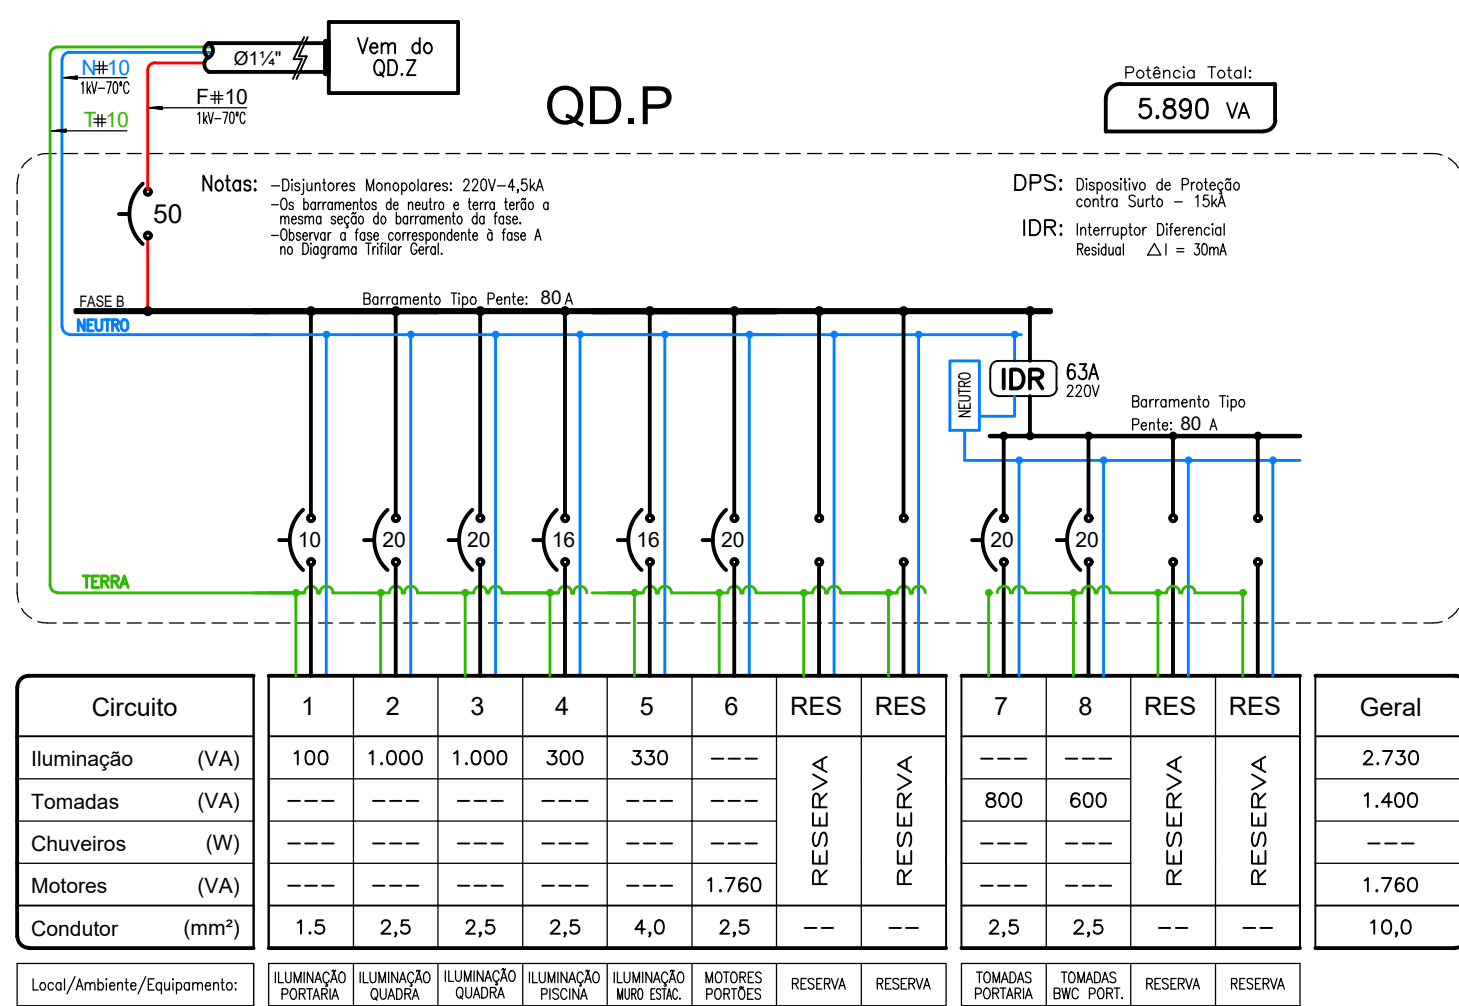 Vem do
QD.Z
Ø1¼"
N#10
1kV-70°C
F#10
1kV-70°C
T#10
QD.P
Potência Total:
5.890 VA
50
Notas: -Disjuntores Monopolares: 220V-4,5kA
-Os barramentos de neutro e terra terão a
mesma seção do barramento da fase.
-Observar a fase correspondente à fase A
no Diagrama Trifilar Geral.
DPS: Dispositivo de Proteção
contra Surto - 15kA
IDR: Interruptor Diferencial
Residual △I = 30mA
FASE B
Barramento Tipo Pente: 80 A
NEUTRO
NEUTRO
IDR
63A
220V
Barramento Tipo
Pente: 80 A
10 20 20 16 16 20 20 20
TERRA
Circuito 1 2 3 4 5 6 RES RES 7 8 RES RES Geral
Iluminação (VA) 100 1.000 1.000 300 330 --- --- --- 2.730
Tomadas (VA) --- --- --- --- --- --- 800 600 1.400
Chuveiros (W) --- --- --- --- --- --- --- --- ---
Motores (VA) --- --- --- --- --- 1.760 --- --- 1.760
RESERVA RESERVA RESERVA RESERVA
Condutor (mm²) 1.5 2,5 2,5 2,5 4,0 2,5 -- -- 2,5 2,5 -- -- 10,0
Local/Ambiente/Equipamento:
ILUMINAÇÃO
PORTARIA
ILUMINAÇÃO
QUADRA
ILUMINAÇÃO
QUADRA
ILUMINAÇÃO
PISCINA
ILUMINAÇÃO
MURO ESTAC.
MOTORES
PORTÕES
RESERVA
RESERVA
TOMADAS
PORTARIA
TOMADAS
BWC PORT.
RESERVA
RESERVA